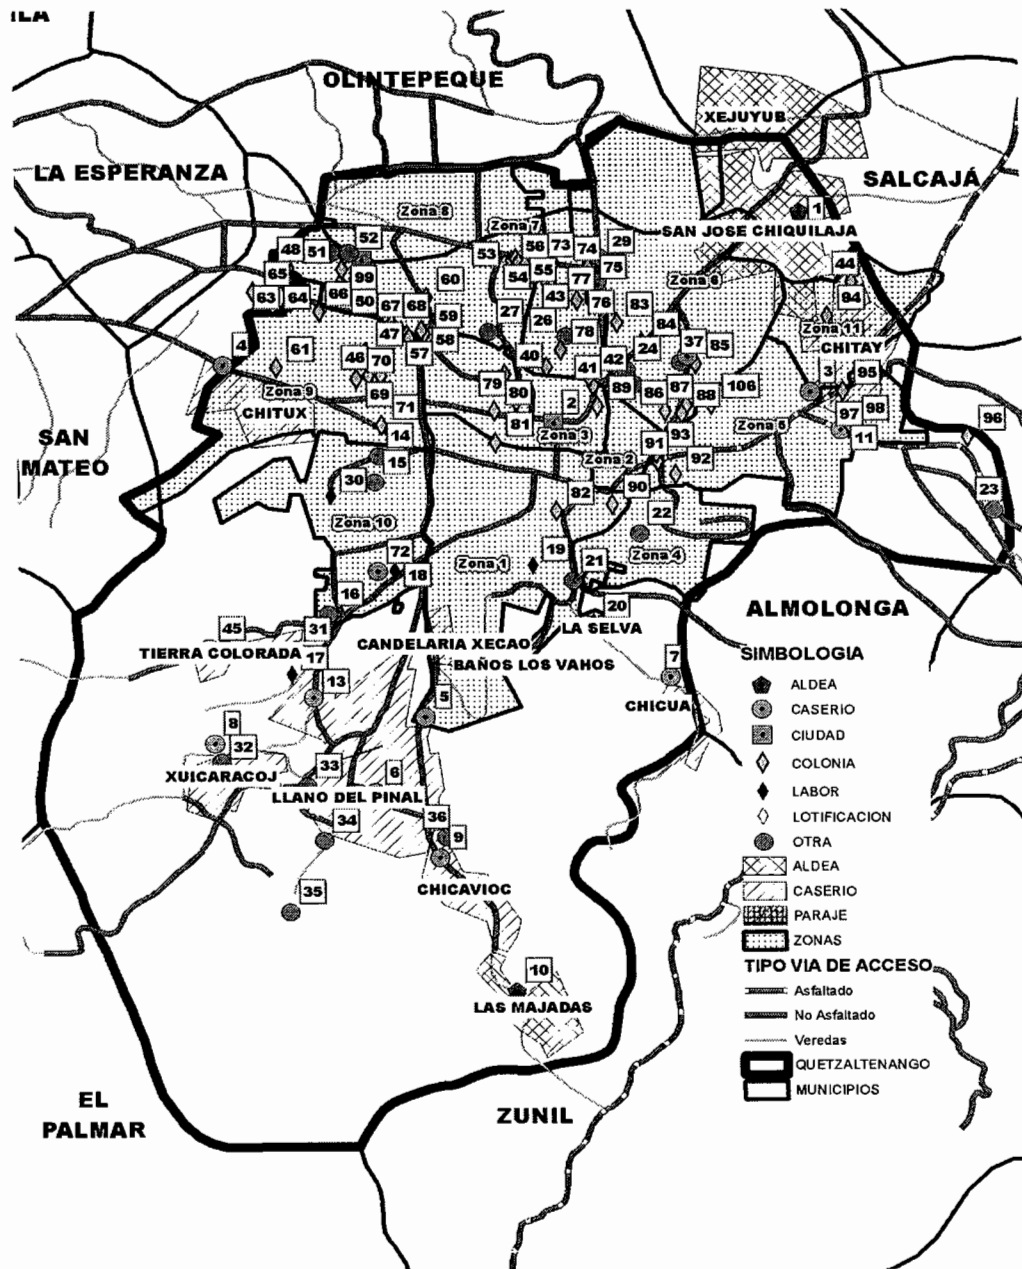 ILA
OLINTEPEQUE
XEJUYUB
LA ESPERANZA
SALCAJÁ
1
Zona 8
Zona 7
SAN JOSE CHIQUILAJA
48
51
52
53
56
73
74
29
65
99
60
54
55
77
75
Zona 6
44
94
63
64
66
50
67
68
59
27
43
76
83
Zona 11
4
61
47
58
26
78
84
37
85
CHITAY
46
70
57
40
42
24
3
95
Zona 9
69
79
80
41
89
86
87
88
106
CHITUX
71
81
2
97
98
96
14
Zona 3
93
Zona 5
11
SAN
MATEO
15
Zona 2
91
92
30
82
90
23
Zona 10
22
72
19
Zona 4
18
Zona 1
21
16
20
ALMOLONGA
45
31
LA SELVA
TIERRA COLORADA
CANDELARIA XECAO
17
BAÑOS LOS VAHOS
7
13
5
CHICUA
8
32
XUICARACOJ
33
6
LLANO DEL PINAL
34
36
9
35
CHICAVIOC
10
LAS MAJADAS
SIMBOLOGIA
ALDEA
CASERIO
CIUDAD
COLONIA
LABOR
LOTIFICACION
OTRA
ALDEA
CASERIO
PARAJE
ZONAS
TIPO VIA DE ACCESO
Asfaltado
No Asfaltado
Veredas
QUETZALTENANGO
MUNICIPIOS
EL
PALMAR
ZUNIL